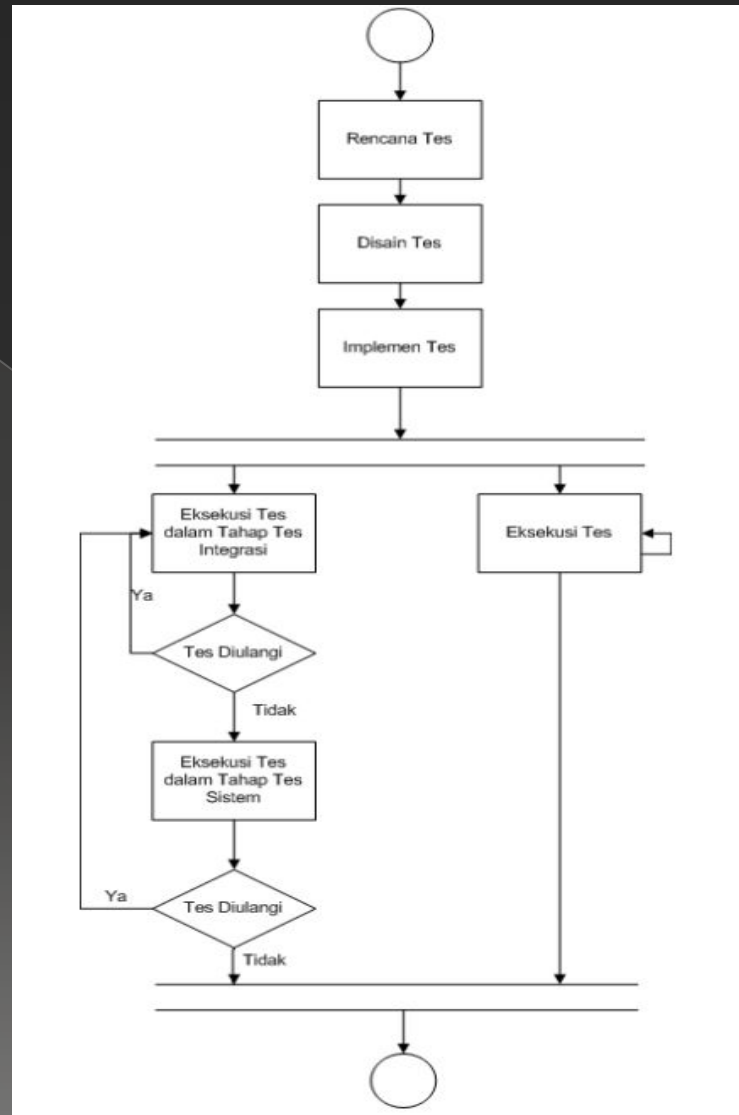 Rencana Tes
Disain Tes
Implemen Tes
Eksekusi Tes
dalam Tahap Tes
Integrasi
Eksekusi Tes
Ya
Tes Diulangi
Tidak
Eksekusi Tes
dalam Tahap Tes
Sistem
Ya
Tes Diulangi
Tidak